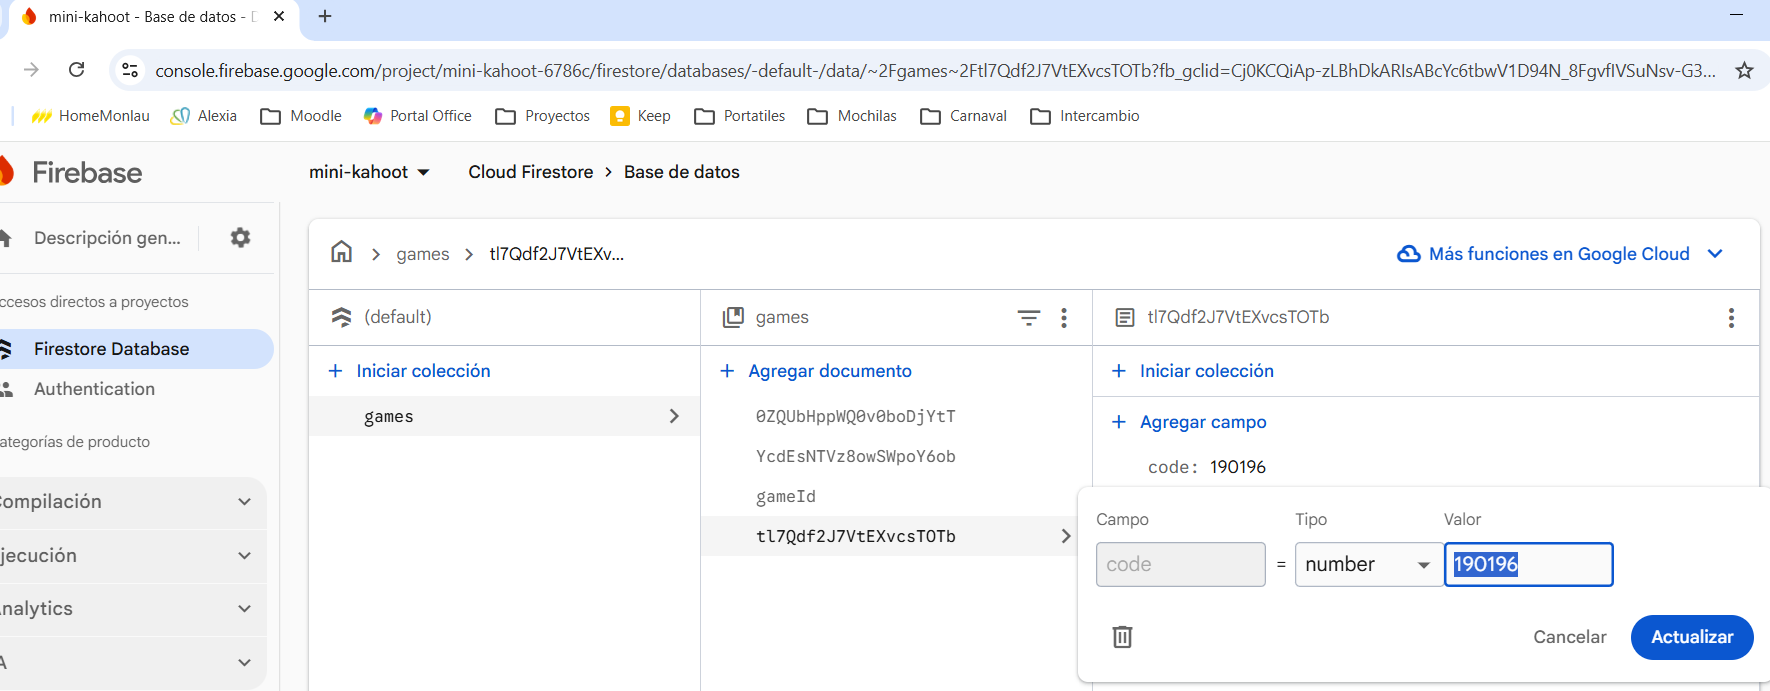 mini-kahoot - Base de datos -
console.firebase.google.com/project/mini-kahoot-6786c/firestore/databases/-default-/data/~2Fgames~2Ftl7Qdf2J7VtEXvcsTOTb?fb_gclid=Cj0KCQiAp-zLBhDkARIsABcYc6tbwV1D94N_8FgvfIVSuNsv-G3...
HomeMonlau Alexia Moodle Portal Office Proyectos Keep Portatiles Mochilas Carnaval Intercambio
Firebase
mini-kahoot Cloud Firestore > Base de datos
Descripción gen...
games > tl7Qdf2J7VtEXv...
Más funciones en Google Cloud
ccesos directos a proyectos
(default) games tl7Qdf2J7VtEXvcsTOTb
Firestore Database
+ Iniciar colección + Agregar documento + Iniciar colección
Authentication
games
0ZQUbHppWQ0v0boDjYtT
+ Agregar campo
ategorías de producto
YcdEsNTVz8owSWpoY6ob
code: 190196
ompilación
gameId
tl7Qdf2J7VtEXvcsTOTb
Campo Tipo Valor
code = number 190196
jecución
nalytics
Cancelar Actualizar
A